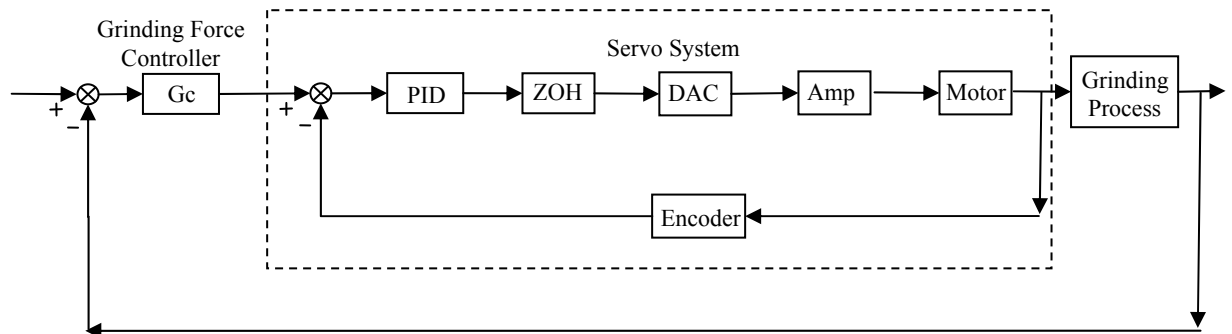 Grinding Force
Controller
Servo System
Gc
PID
ZOH
DAC
Amp
Motor
Grinding
Process
+
−
+
−
Encoder